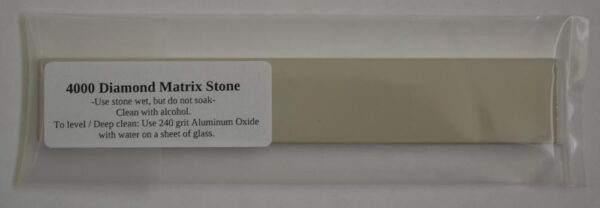 4000 Diamond Matrix Stone
-Use stone wet, but do not soak-
Clean with alcohol.
To level / Deep clean: Use 240 grit Aluminum Oxide
with water on a sheet of glass.